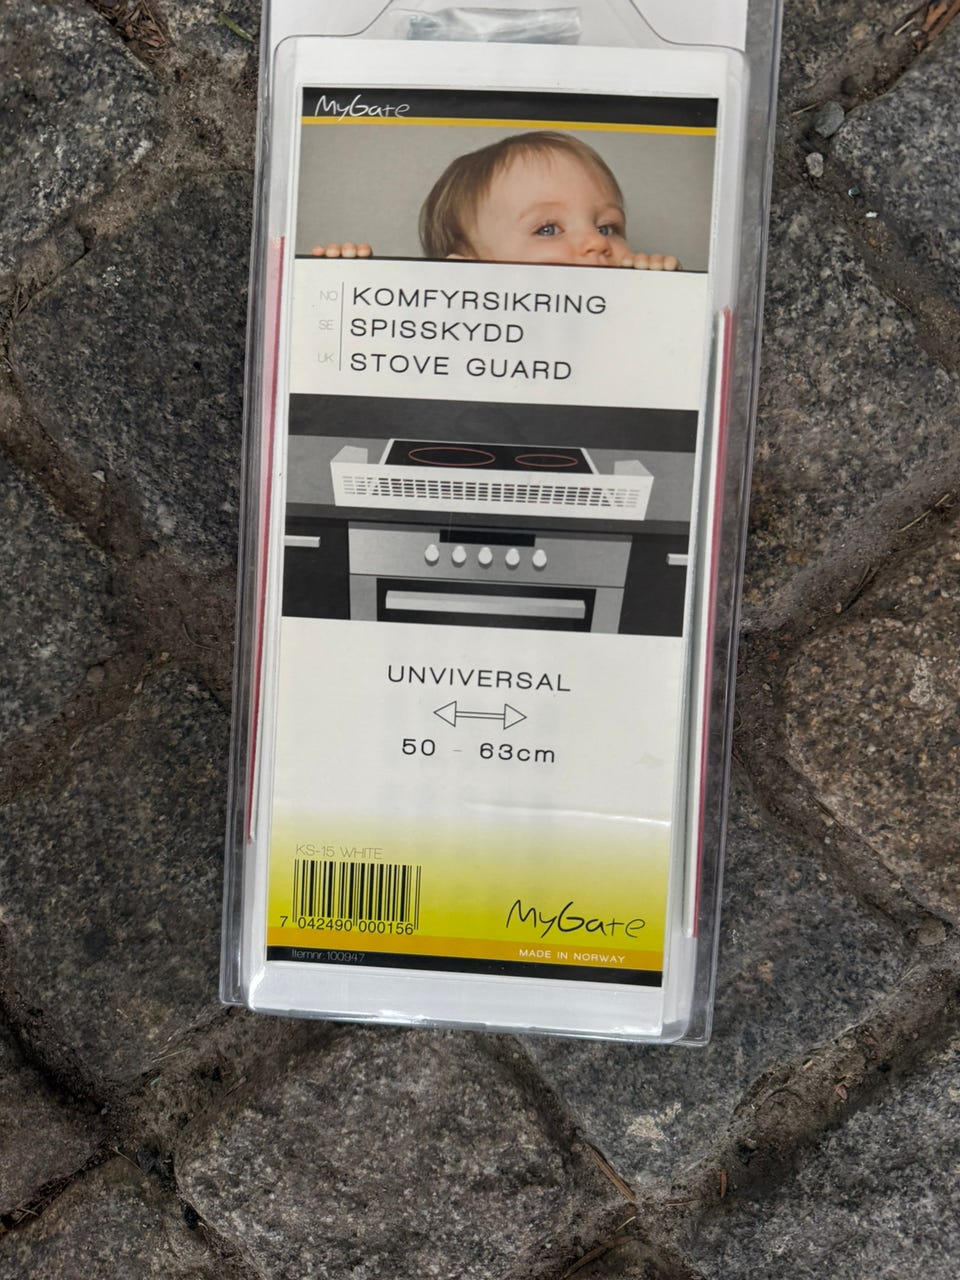 MyGate
NO KOMFYRSIKRING
SE SPISSKYDD
UK STOVE GUARD
UNVIVERSAL
50 - 63cm
KS-15 WHITE
7 042490 000156
MyGate
MADE IN NORWAY
Itemnr: 100947